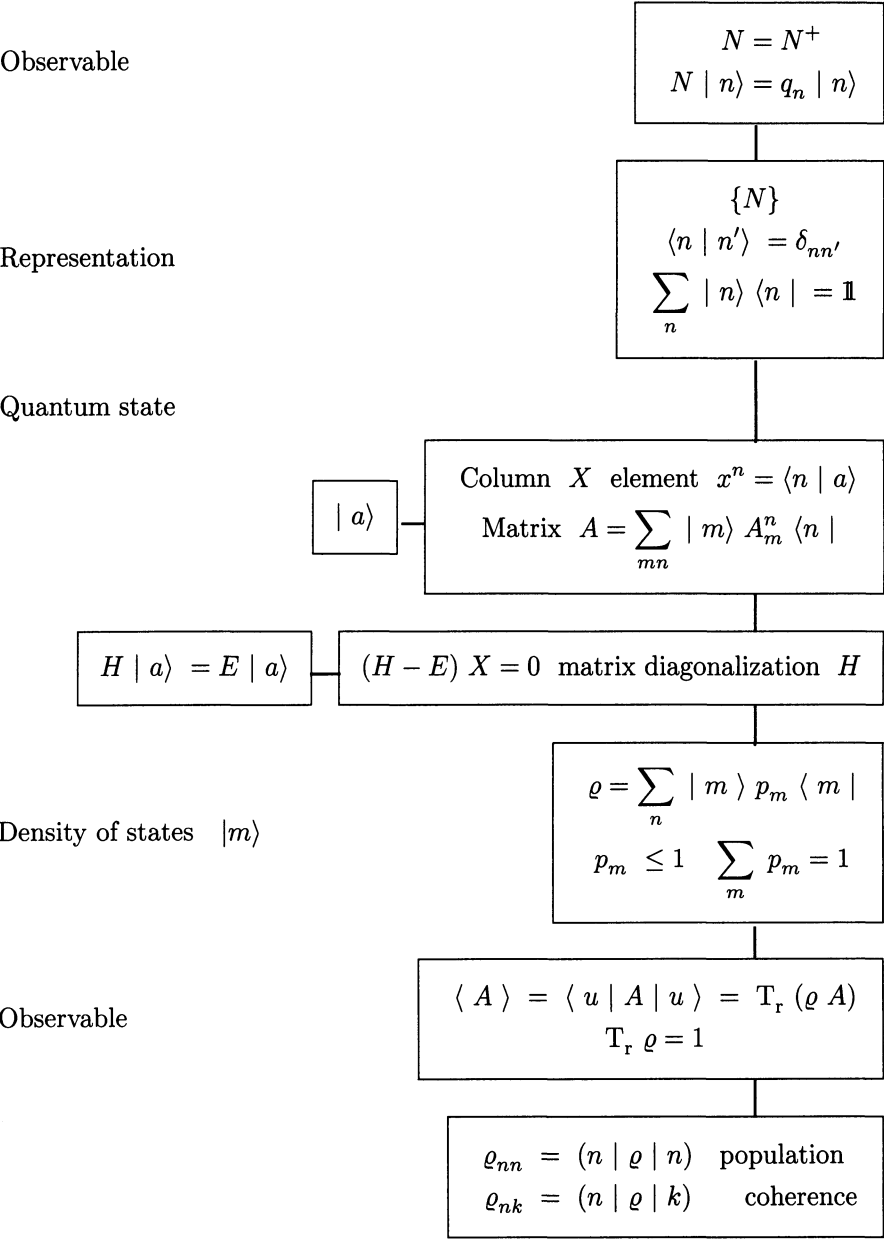 Observable
N = N⁺
N | n⟩ = qₙ | n⟩
Representation
{N}
⟨n | n′⟩ = δₙₙ′
∑ₙ | n⟩ ⟨n | = 𝟙
Quantum state
| a⟩
Column X element xⁿ = ⟨n | a⟩
Matrix A = ∑ₘₙ | m⟩ Aₘⁿ ⟨n |
H | a⟩ = E | a⟩
(H − E) X = 0 matrix diagonalization H
Density of states |m⟩
ϱ = ∑ₙ | m ⟩ pₘ ⟨ m |
pₘ ≤ 1 ∑ₘ pₘ = 1
Observable
⟨ A ⟩ = ⟨ u | A | u ⟩ = Tᵣ (ϱ A)
Tᵣ ϱ = 1
ϱₙₙ = (n | ϱ | n) population
ϱₙₖ = (n | ϱ | k) coherence